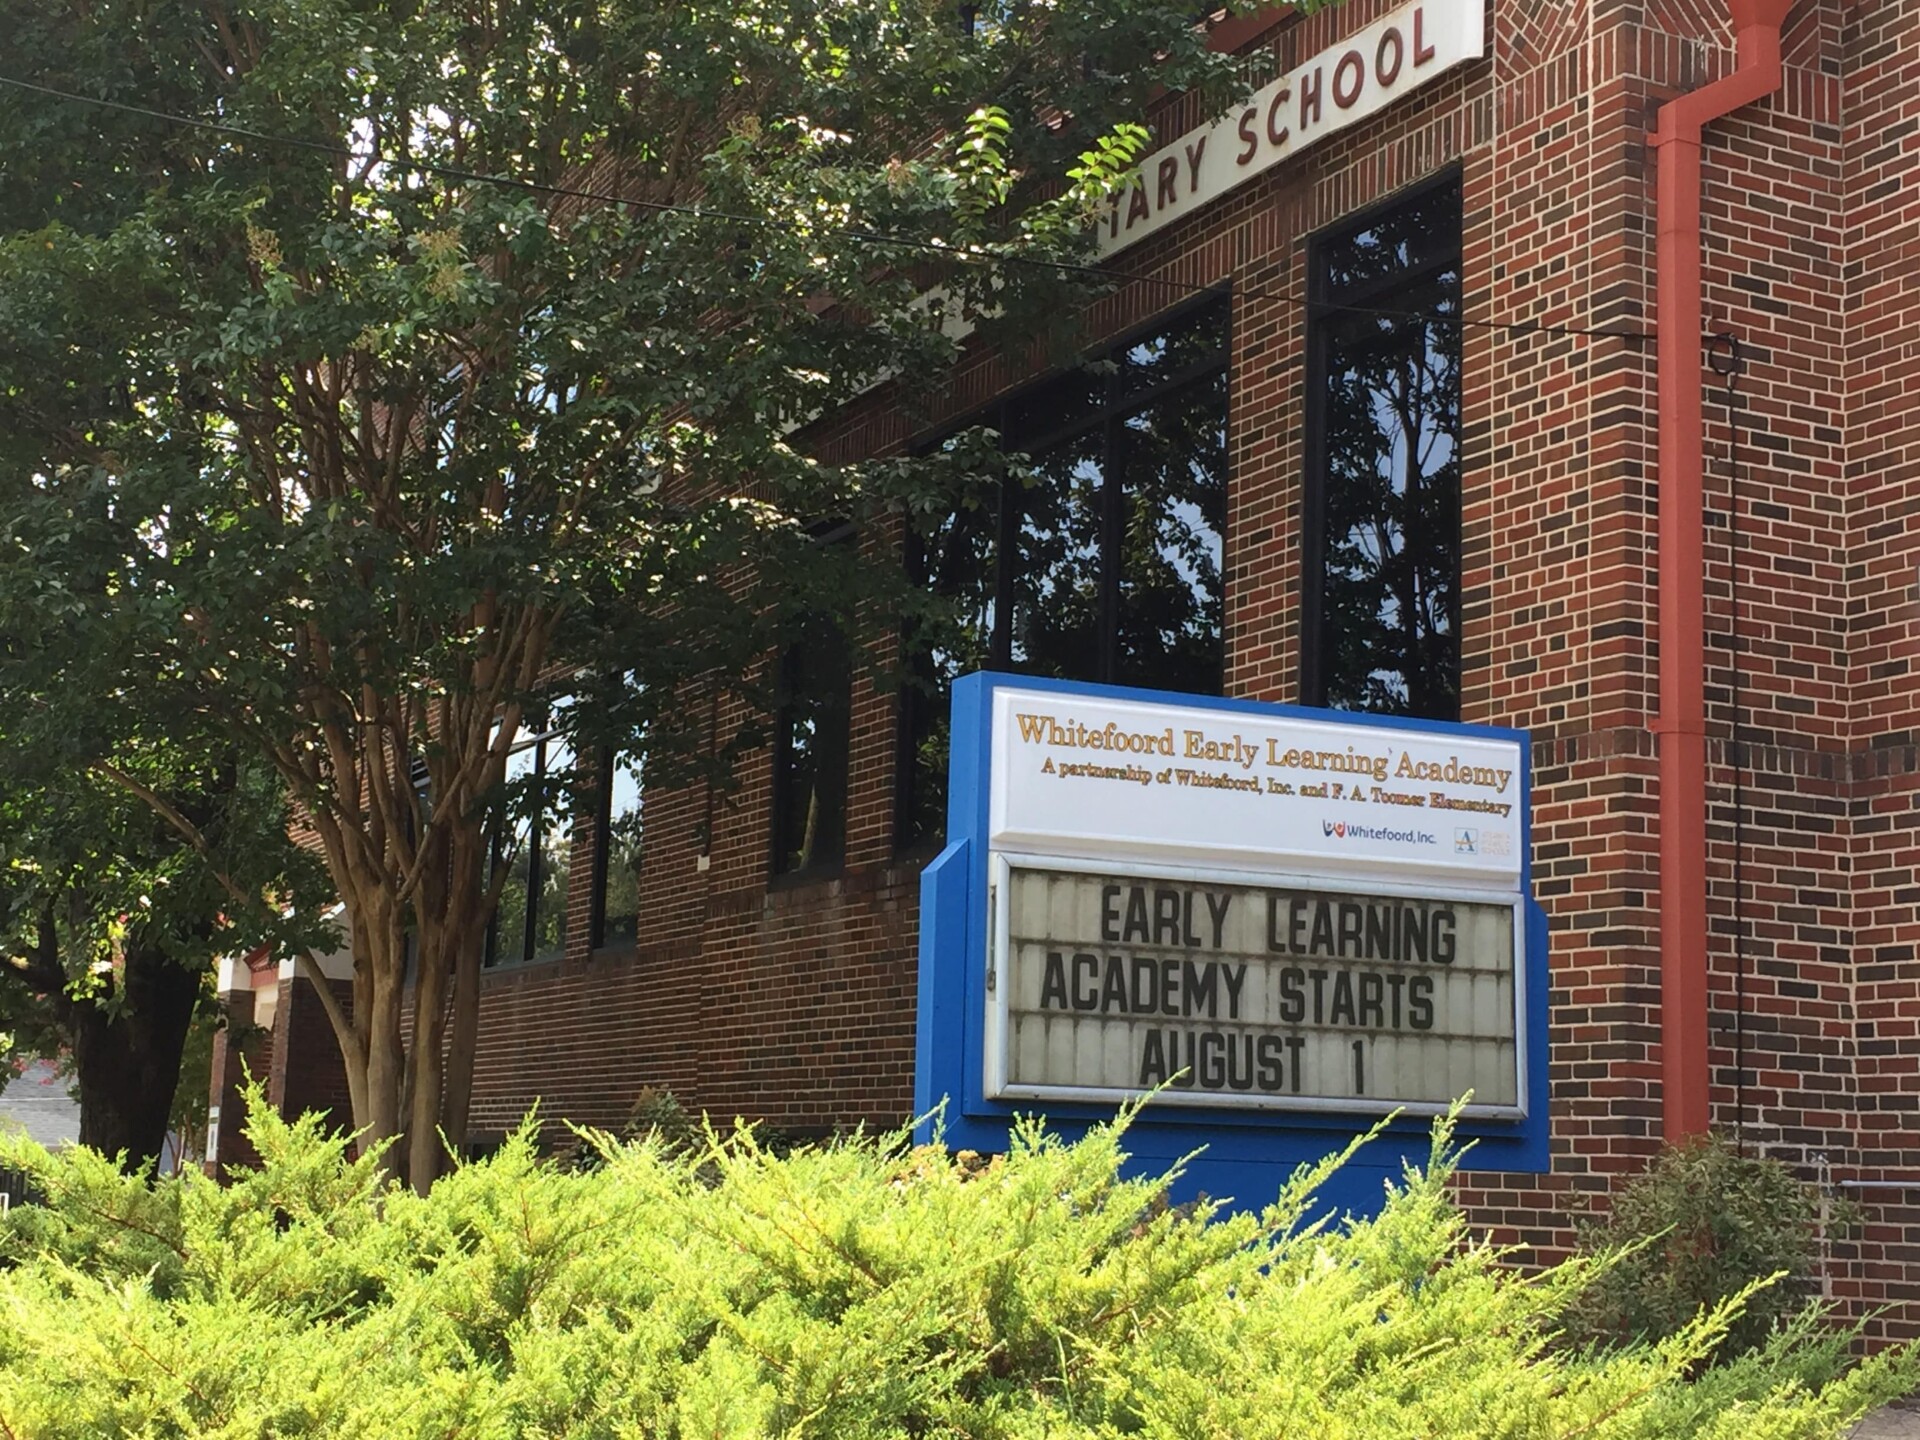 TARY SCHOOL
Whitefoord Early Learning Academy
A partnership of Whitefoord, Inc. and F. A. Toomer Elementary
Whitefoord, Inc.
A
EARLY LEARNING
ACADEMY STARTS
AUGUST 1